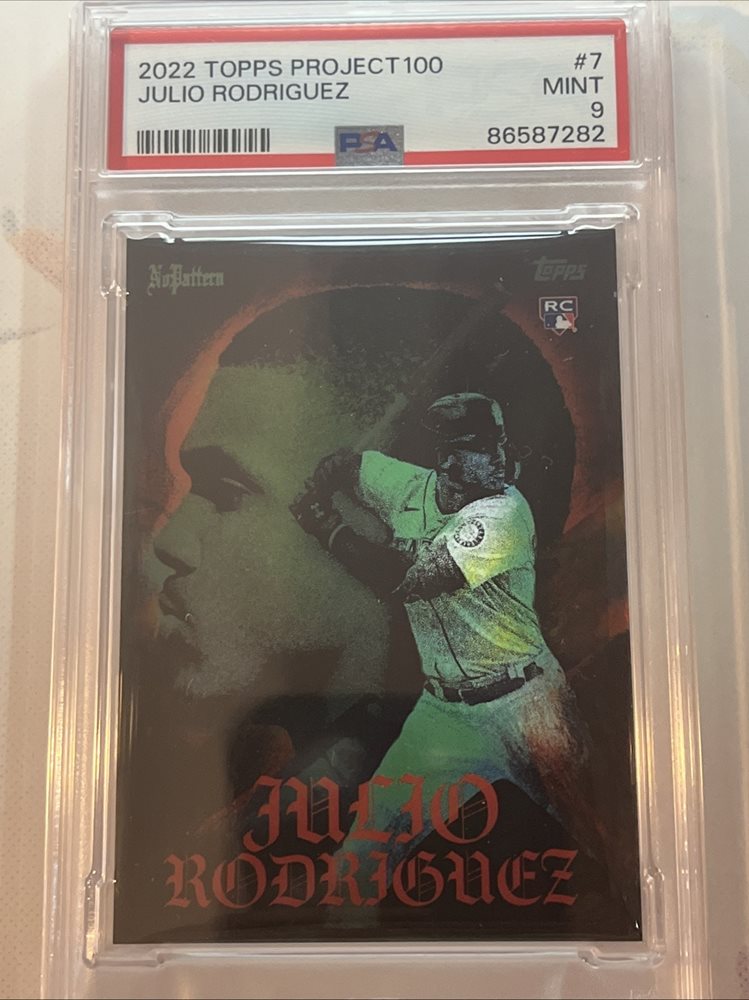 2022 TOPPS PROJECT100 #7
JULIO RODRIGUEZ MINT
9
PSA 86587282
NoPattern
topps
RC
JULIO
RODRIGUEZ